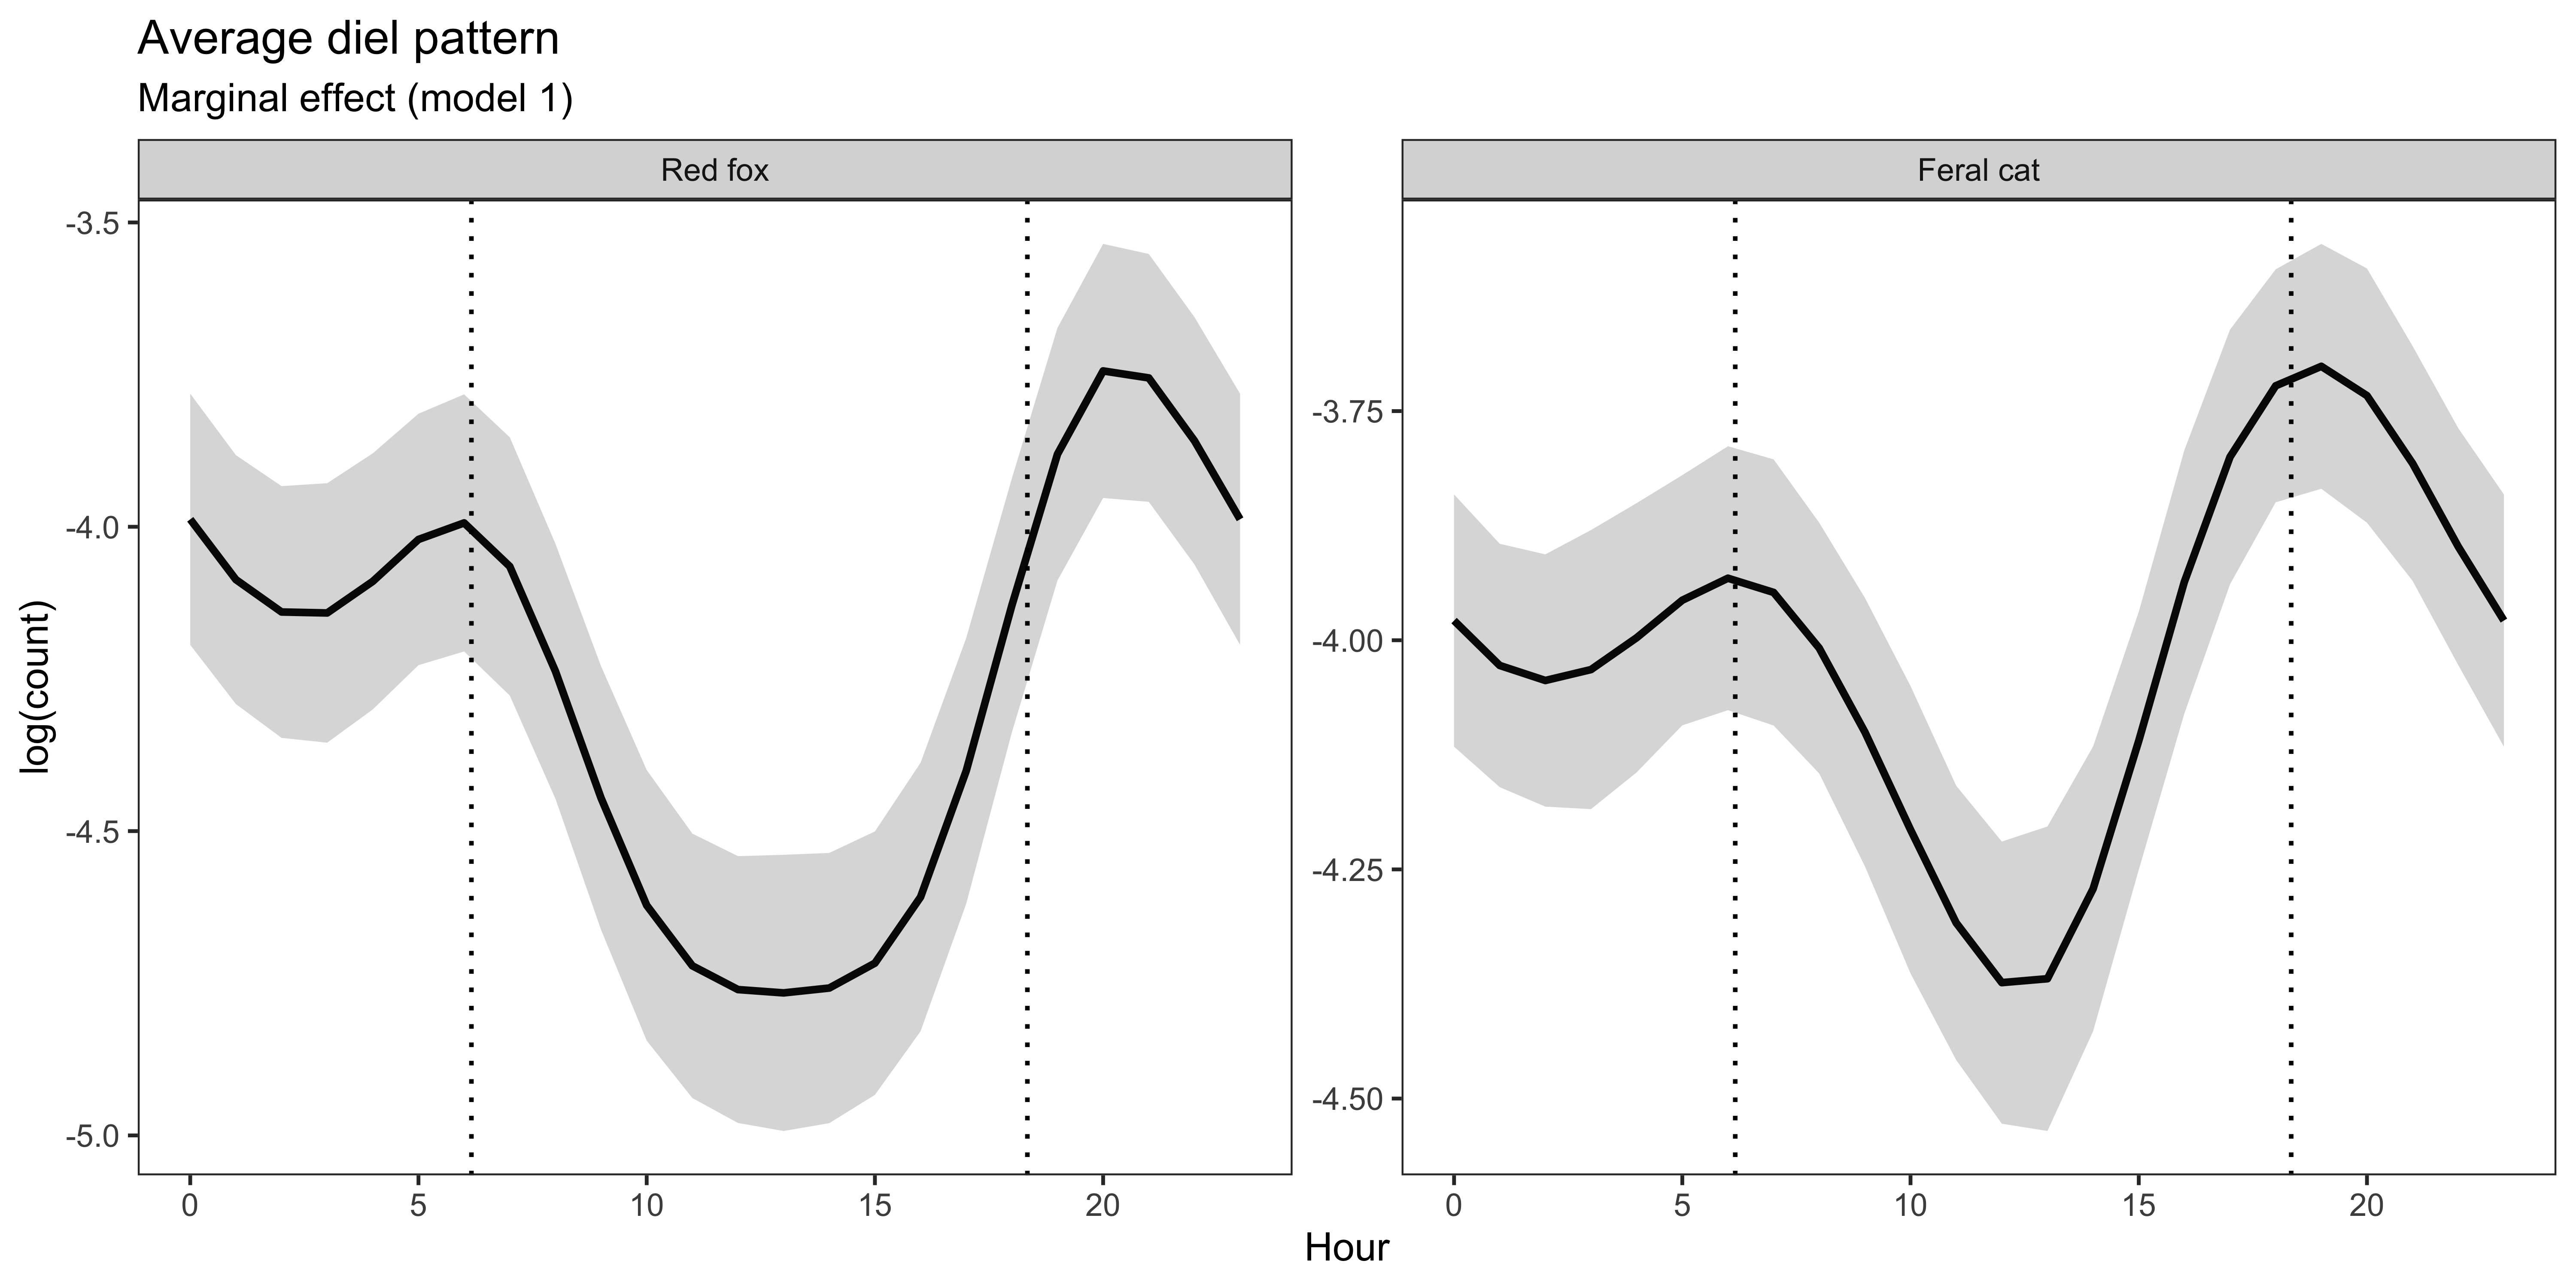 Average diel pattern
Marginal effect (model 1)
Red fox
Feral cat
log(count)
-3.5
-4.0
-4.5
-5.0
-3.75
-4.00
-4.25
-4.50
0 5 10 15 20
0 5 10 15 20
Hour